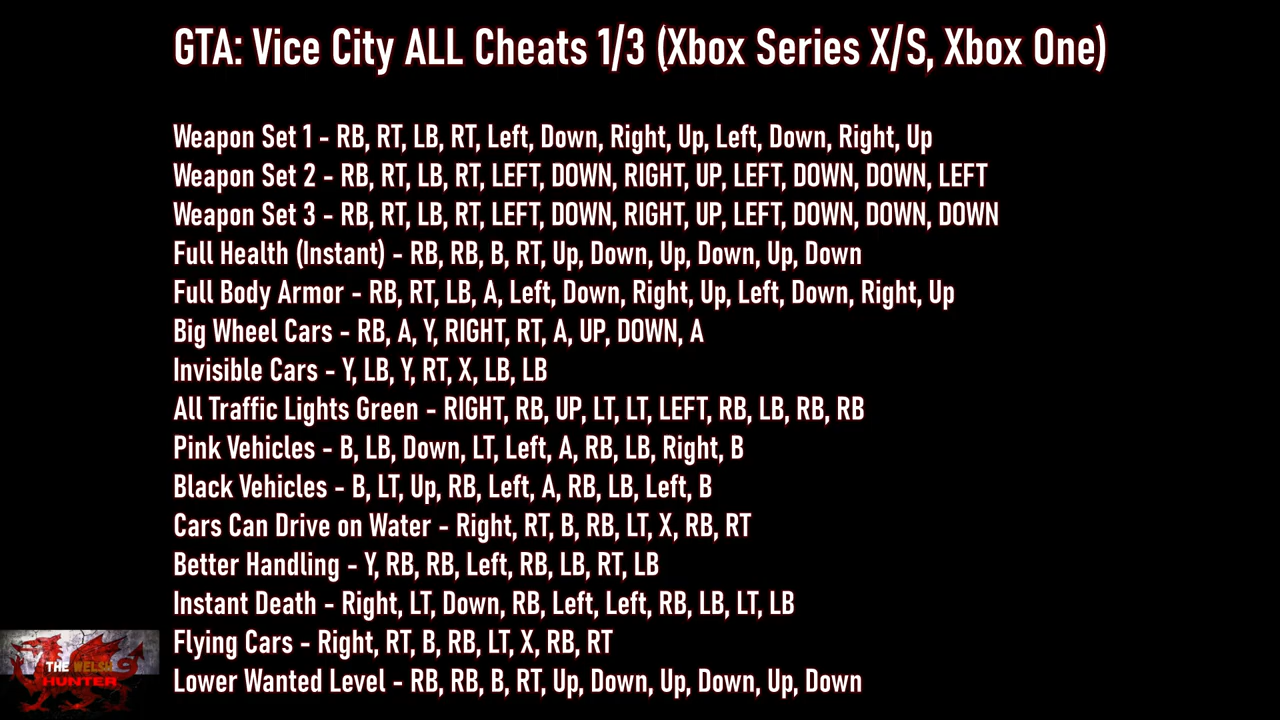 GTA: Vice City ALL Cheats 1/3 (Xbox Series X/S, Xbox One)
Weapon Set 1 - RB, RT, LB, RT, Left, Down, Right, Up, Left, Down, Right, Up
Weapon Set 2 - RB, RT, LB, RT, LEFT, DOWN, RIGHT, UP, LEFT, DOWN, DOWN, LEFT
Weapon Set 3 - RB, RT, LB, RT, LEFT, DOWN, RIGHT, UP, LEFT, DOWN, DOWN, DOWN
Full Health (Instant) - RB, RB, B, RT, Up, Down, Up, Down, Up, Down
Full Body Armor - RB, RT, LB, A, Left, Down, Right, Up, Left, Down, Right, Up
Big Wheel Cars - RB, A, Y, RIGHT, RT, A, UP, DOWN, A
Invisible Cars - Y, LB, Y, RT, X, LB, LB
All Traffic Lights Green - RIGHT, RB, UP, LT, LT, LEFT, RB, LB, RB, RB
Pink Vehicles - B, LB, Down, LT, Left, A, RB, LB, Right, B
Black Vehicles - B, LT, Up, RB, Left, A, RB, LB, Left, B
Cars Can Drive on Water - Right, RT, B, RB, LT, X, RB, RT
Better Handling - Y, RB, RB, Left, RB, LB, RT, LB
Instant Death - Right, LT, Down, RB, Left, Left, RB, LB, LT, LB
Flying Cars - Right, RT, B, RB, LT, X, RB, RT
Lower Wanted Level - RB, RB, B, RT, Up, Down, Up, Down, Up, Down
THE WELSH
HUNTER